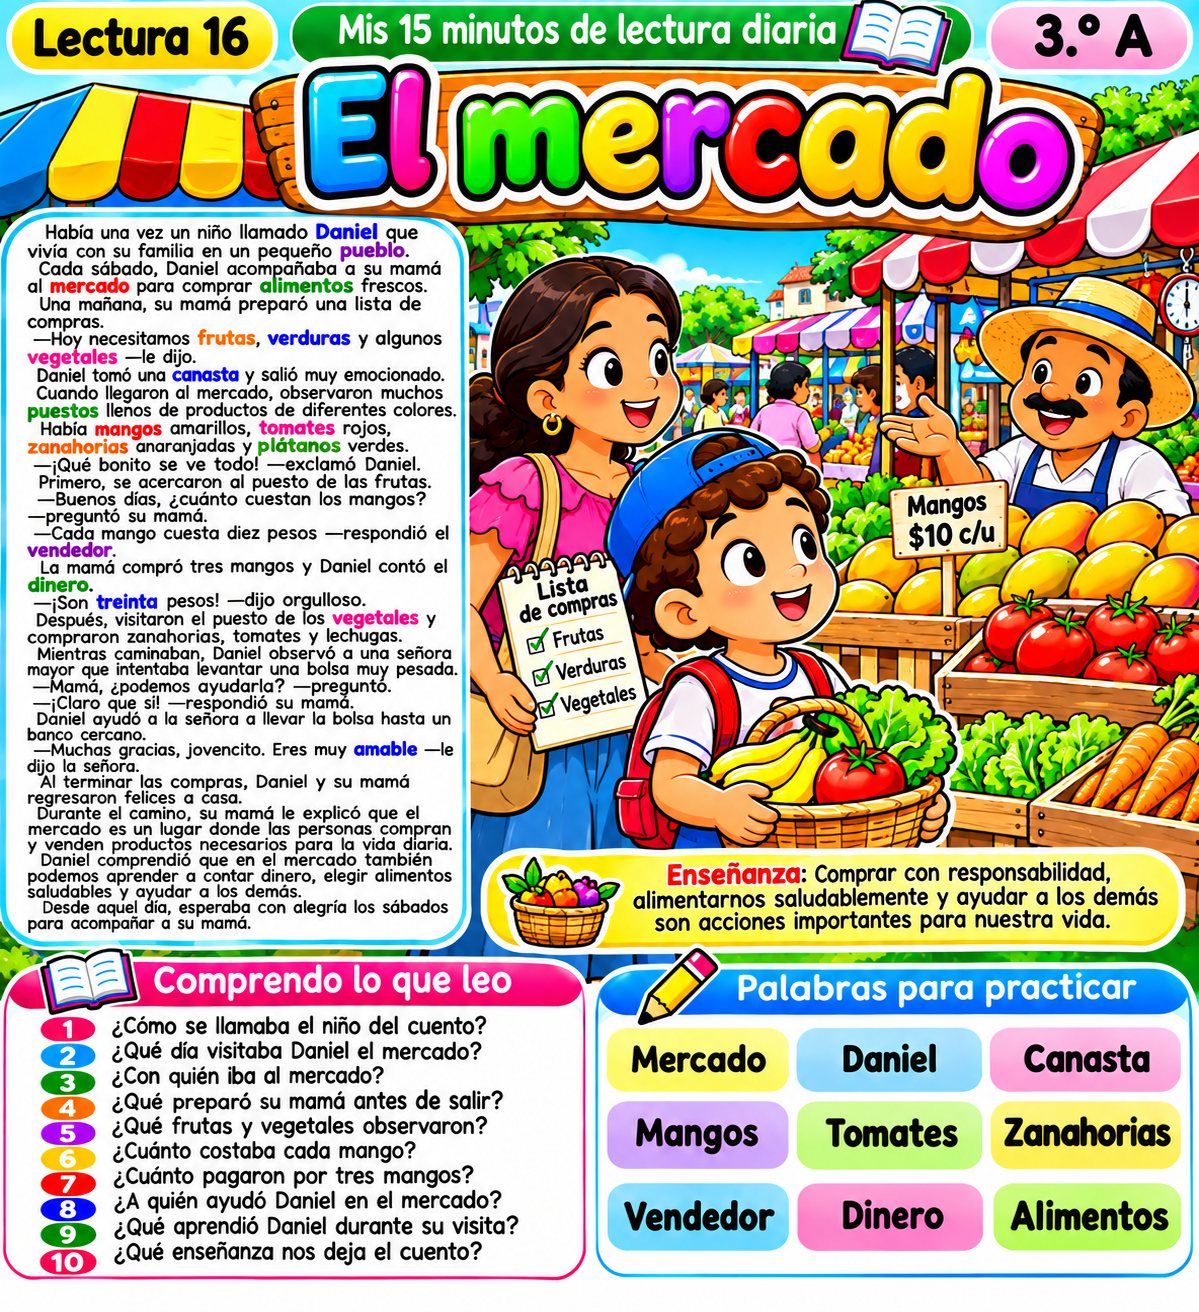 Lectura 16
Mis 15 minutos de lectura diaria
3.º A
El mercado
Había una vez un niño llamado Daniel que
vivía con su familia en un pequeño pueblo.
Cada sábado, Daniel acompañaba a su mamá
al mercado para comprar alimentos frescos.
Una mañana, su mamá preparó una lista de
compras.
—Hoy necesitamos frutas, verduras y algunos
vegetales —le dijo.
Daniel tomó una canasta y salió muy emocionado.
Cuando llegaron al mercado, observaron muchos
puestos llenos de productos de diferentes colores.
Había mangos amarillos, tomates rojos,
zanahorias anaranjadas y plátanos verdes.
—¡Qué bonito se ve todo! —exclamó Daniel.
Primero, se acercaron al puesto de las frutas.
—Buenos días, ¿cuánto cuestan los mangos?
—preguntó su mamá.
—Cada mango cuesta diez pesos —respondió el
vendedor.
La mamá compró tres mangos y Daniel contó el
dinero.
—¡Son treinta pesos! —dijo orgulloso.
Después, visitaron el puesto de los vegetales y
compraron zanahorias, tomates y lechugas.
Mientras caminaban, Daniel observó a una señora
mayor que intentaba levantar una bolsa muy pesada.
—Mamá, ¿podemos ayudarla? —preguntó.
—¡Claro que sí! —respondió su mamá.
Daniel ayudó a la señora a llevar la bolsa hasta un
banco cercano.
—Muchas gracias, jovencito. Eres muy amable —le
dijo la señora.
Al terminar las compras, Daniel y su mamá
regresaron felices a casa.
Durante el camino, su mamá le explicó que el
mercado es un lugar donde las personas compran
y venden productos necesarios para la vida diaria.
Daniel comprendió que en el mercado también
podemos aprender a contar dinero, elegir alimentos
saludables y ayudar a los demás.
Desde aquel día, esperaba con alegría los sábados
para acompañar a su mamá.
Lista
de compras
Frutas
Verduras
Vegetales
Mangos
$10 c/u
Enseñanza: Comprar con responsabilidad,
alimentarnos saludablemente y ayudar a los demás
son acciones importantes para nuestra vida.
Comprendo lo que leo
1 ¿Cómo se llamaba el niño del cuento?
2 ¿Qué día visitaba Daniel el mercado?
3 ¿Con quién iba al mercado?
4 ¿Qué preparó su mamá antes de salir?
5 ¿Qué frutas y vegetales observaron?
6 ¿Cuánto costaba cada mango?
7 ¿Cuánto pagaron por tres mangos?
8 ¿A quién ayudó Daniel en el mercado?
9 ¿Qué aprendió Daniel durante su visita?
10 ¿Qué enseñanza nos deja el cuento?
Palabras para practicar
Mercado Daniel Canasta
Mangos Tomates Zanahorias
Vendedor Dinero Alimentos